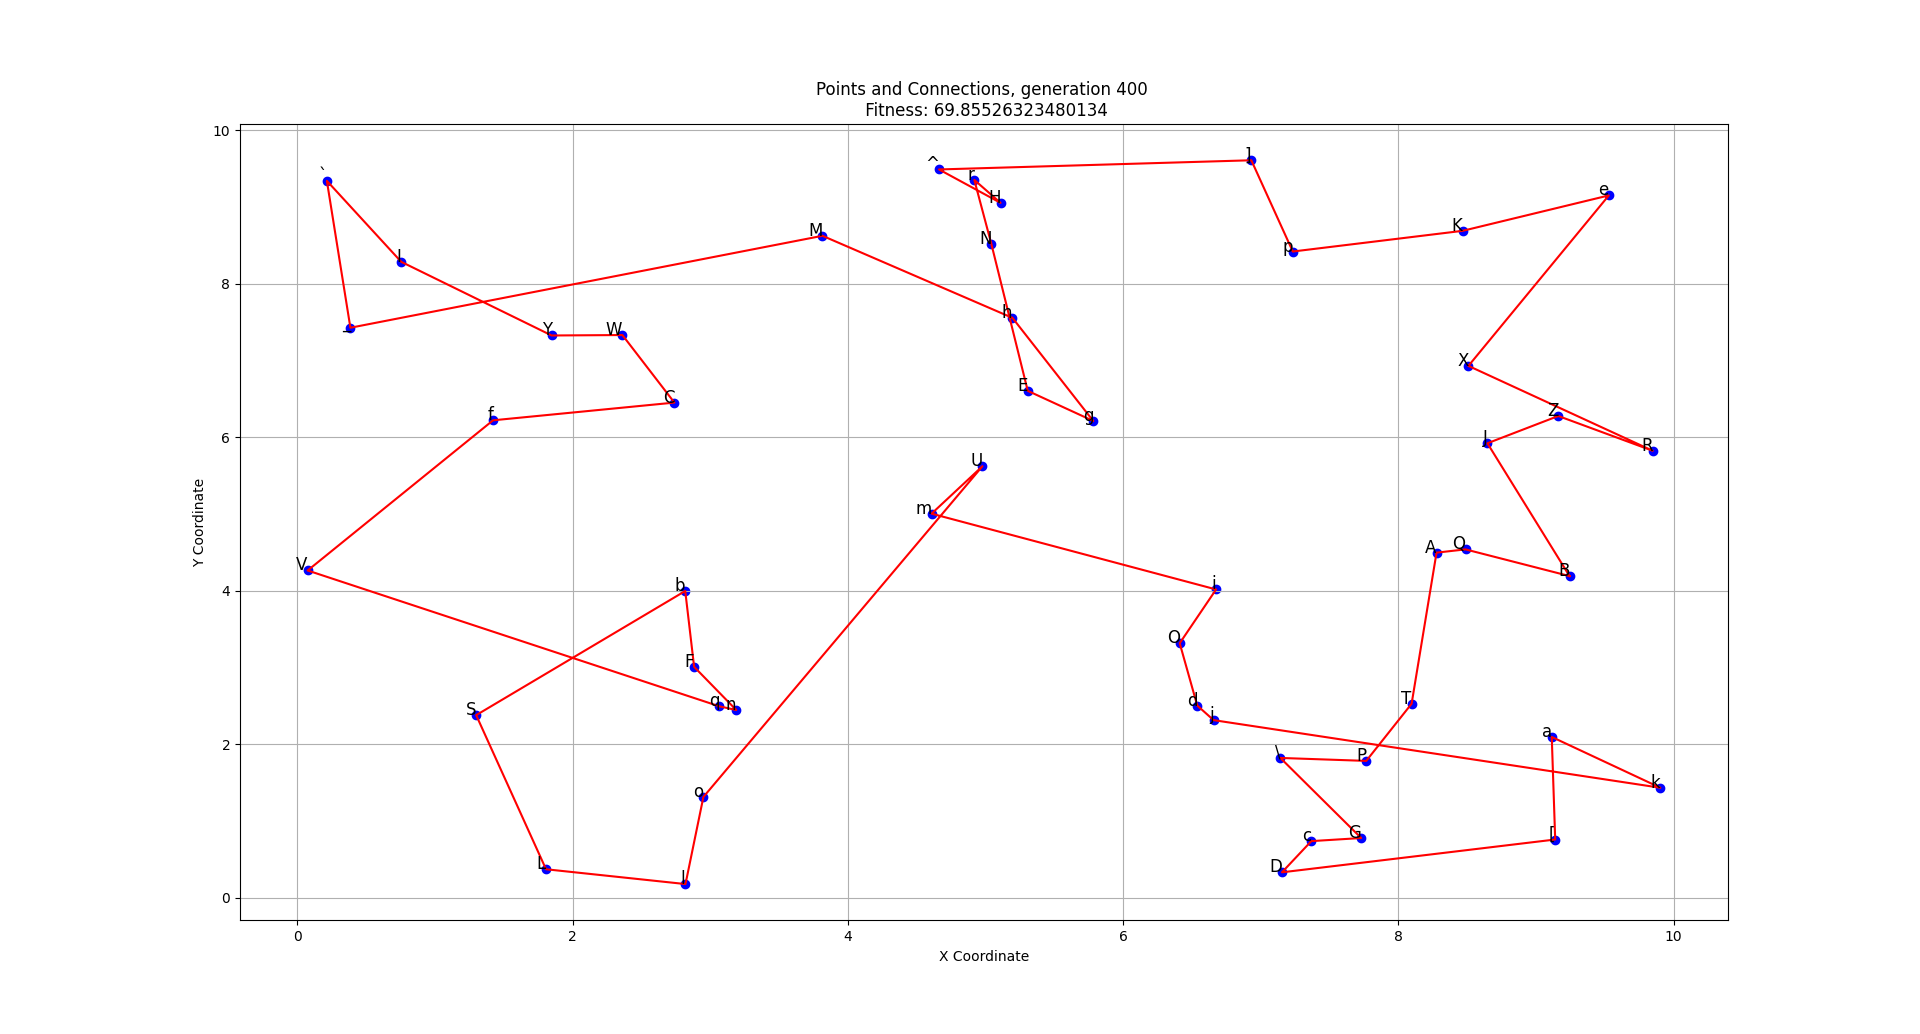 Points and Connections, generation 400
Fitness: 69.85526323480134
10
8
6
4
2
0
Y Coordinate
0
2
4
6
8
10
X Coordinate
`
^
]
r
H
e
M
K
N
p
I
h
_
Y
W
X
E
C
f
g
Z
J
R
U
m
A
Q
B
V
b
i
O
F
q
n
S
d
j
T
a
\
P
k
o
c
G
[
L
D
l